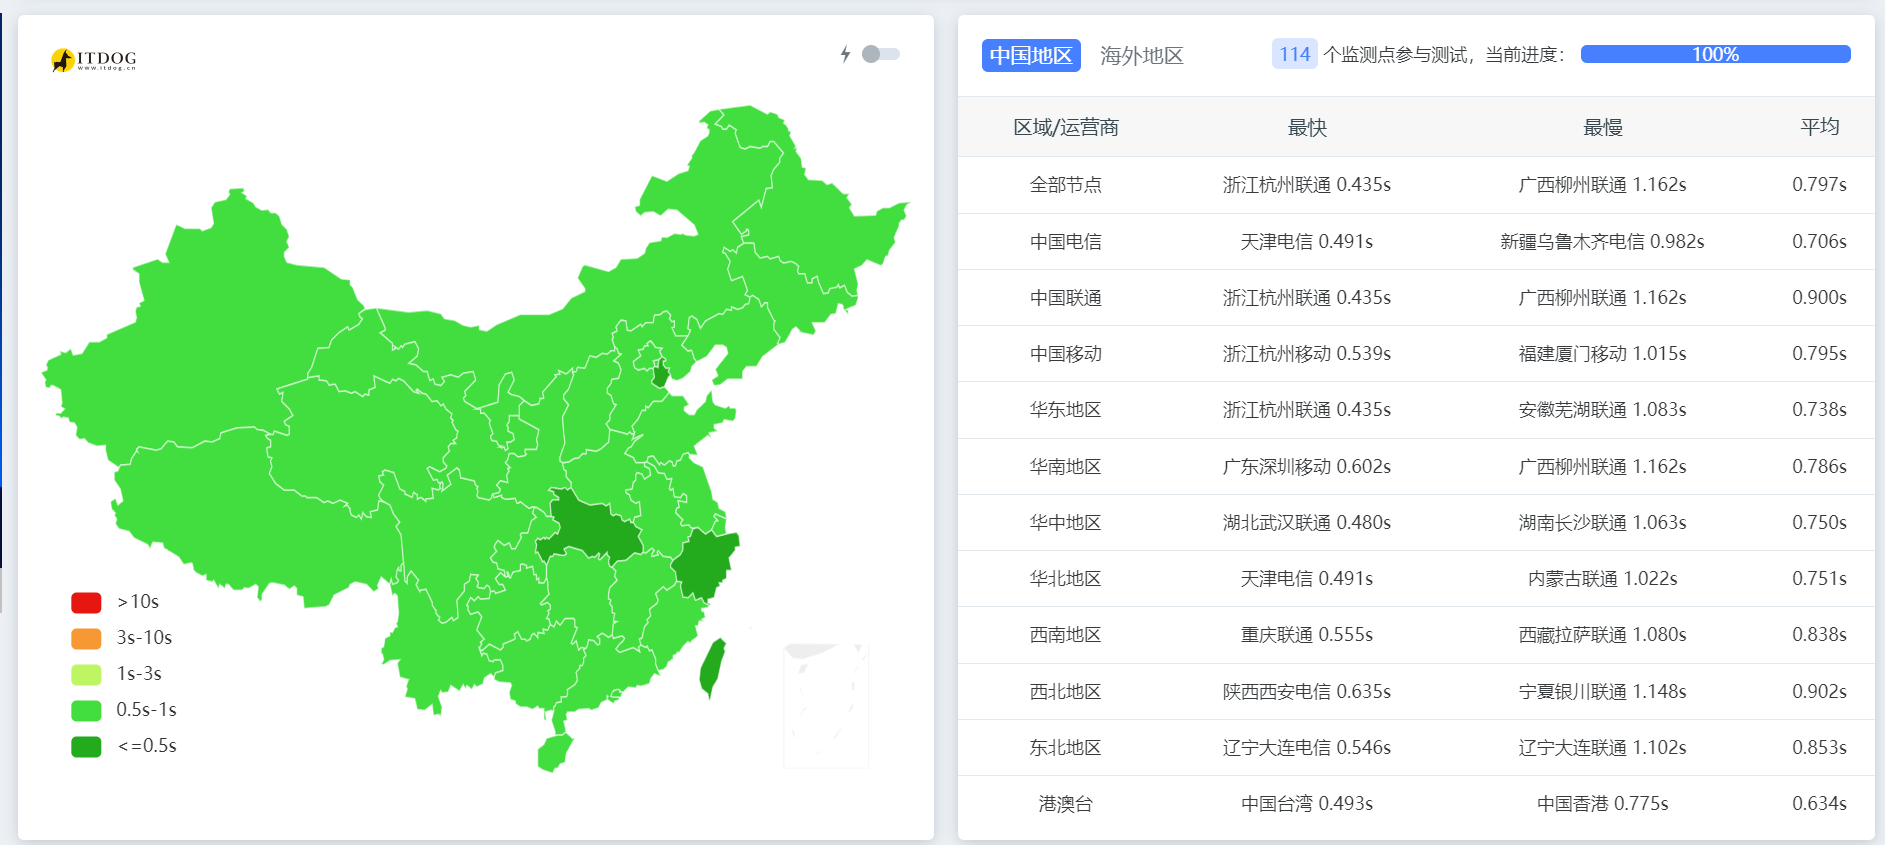 ITDOG
www.itdog.cn
>10s
3s-10s
1s-3s
0.5s-1s
<=0.5s
中国地区 海外地区 114 个监测点参与测试，当前进度： 100%
区域/运营商 最快 最慢 平均
全部节点 浙江杭州联通 0.435s 广西柳州联通 1.162s 0.797s
中国电信 天津电信 0.491s 新疆乌鲁木齐电信 0.982s 0.706s
中国联通 浙江杭州联通 0.435s 广西柳州联通 1.162s 0.900s
中国移动 浙江杭州移动 0.539s 福建厦门移动 1.015s 0.795s
华东地区 浙江杭州联通 0.435s 安徽芜湖联通 1.083s 0.738s
华南地区 广东深圳移动 0.602s 广西柳州联通 1.162s 0.786s
华中地区 湖北武汉联通 0.480s 湖南长沙联通 1.063s 0.750s
华北地区 天津电信 0.491s 内蒙古联通 1.022s 0.751s
西南地区 重庆联通 0.555s 西藏拉萨联通 1.080s 0.838s
西北地区 陕西西安电信 0.635s 宁夏银川联通 1.148s 0.902s
东北地区 辽宁大连电信 0.546s 辽宁大连联通 1.102s 0.853s
港澳台 中国台湾 0.493s 中国香港 0.775s 0.634s